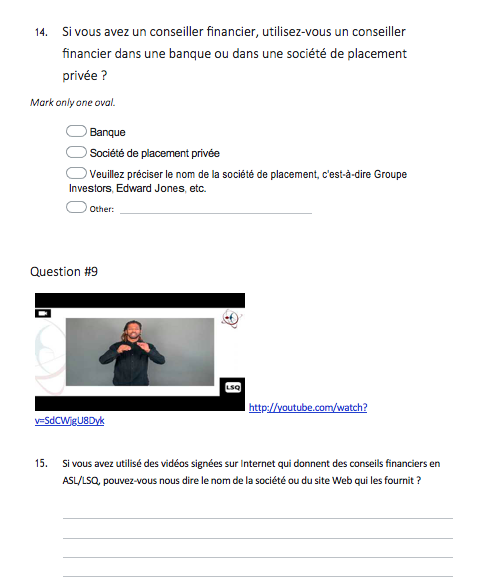 14. Si vous avez un conseiller financier, utilisez-vous un conseiller
financier dans une banque ou dans une société de placement
privée ?
Mark only one oval.
Banque
Société de placement privée
Veuillez préciser le nom de la société de placement, c'est-à-dire Groupe
Investors, Edward Jones, etc.
Other:
Question #9
LSQ
http://youtube.com/watch?
v=SdCWjgU8Dyk
15. Si vous avez utilisé des vidéos signées sur Internet qui donnent des conseils financiers en
ASL/LSQ, pouvez-vous nous dire le nom de la société ou du site Web qui les fournit ?